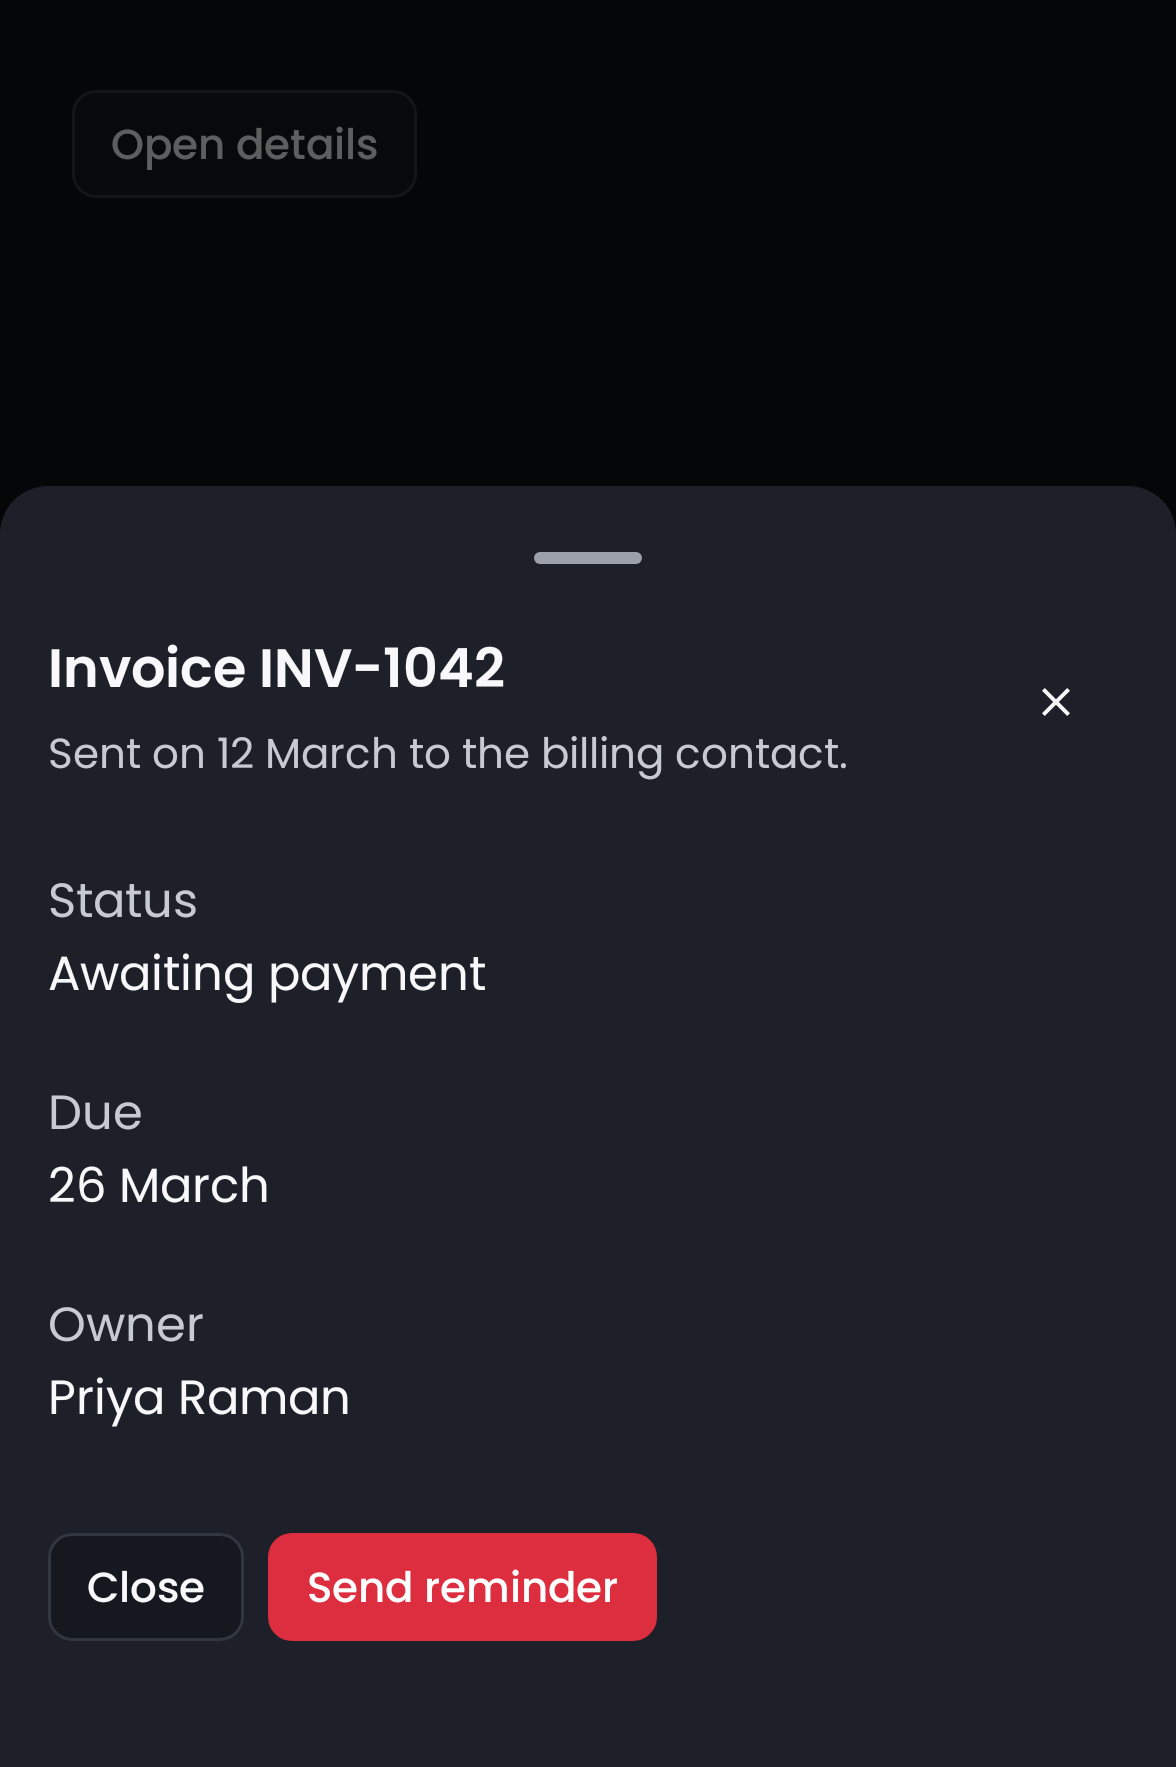 Open details
Invoice INV-1042
Sent on 12 March to the billing contact.
Status
Awaiting payment
Due
26 March
Owner
Priya Raman
Close
Send reminder